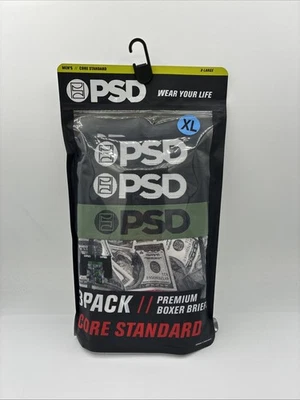 MEN'S CORE STANDARD X-LARGE
PSD WEAR YOUR LIFE
XL
PSD
PSD
PSD
3PACK // PREMIUM
BOXER BRIEF
CORE STANDARD